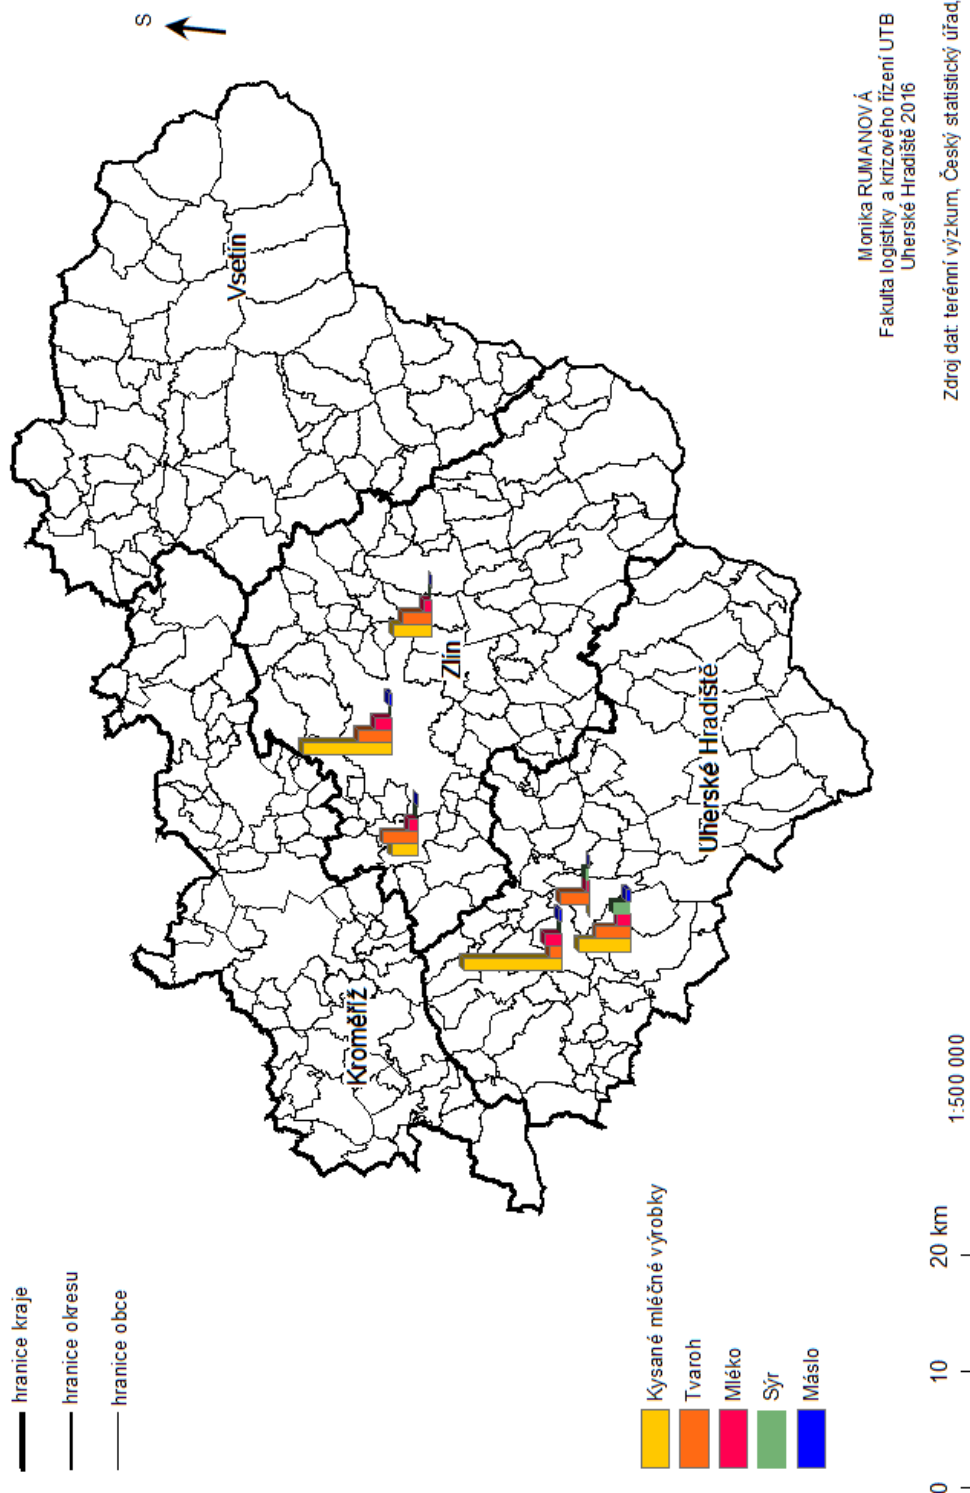 hranice kraje
hranice okresu
hranice obce
S
Vsetín
Kroměříž
Zlín
Uherské Hradiště
Kysané mléčné výrobky
Tvaroh
Mléko
Sýr
Máslo
0 10 20 km
1:500 000
Monika RUMANOVÁ
Fakulta logistiky a krizového řízení UTB
Uherské Hradiště 2016
Zdroj dat: terénní výzkum, Český statistický úřad,